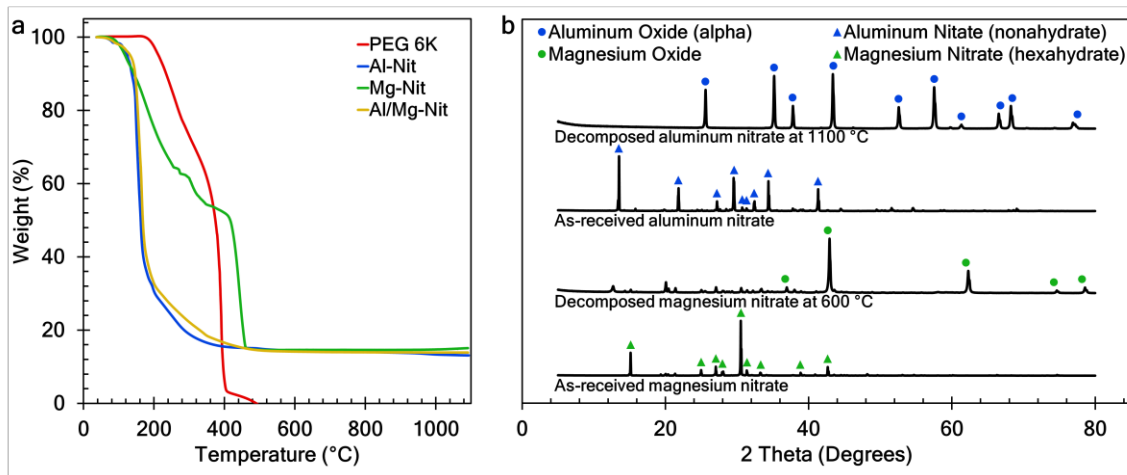 a
100
80
60
40
20
0
Weight (%)
0
200
400
600
800
1000
Temperature (°C)
PEG 6K
Al-Nit
Mg-Nit
Al/Mg-Nit
b
Aluminum Oxide (alpha)
Aluminum Nitate (nonahydrate)
Magnesium Oxide
Magnesium Nitrate (hexahydrate)
Decomposed aluminum nitrate at 1100 °C
As-received aluminum nitrate
Decomposed magnesium nitrate at 600 °C
As-received magnesium nitrate
0
20
40
60
80
2 Theta (Degrees)